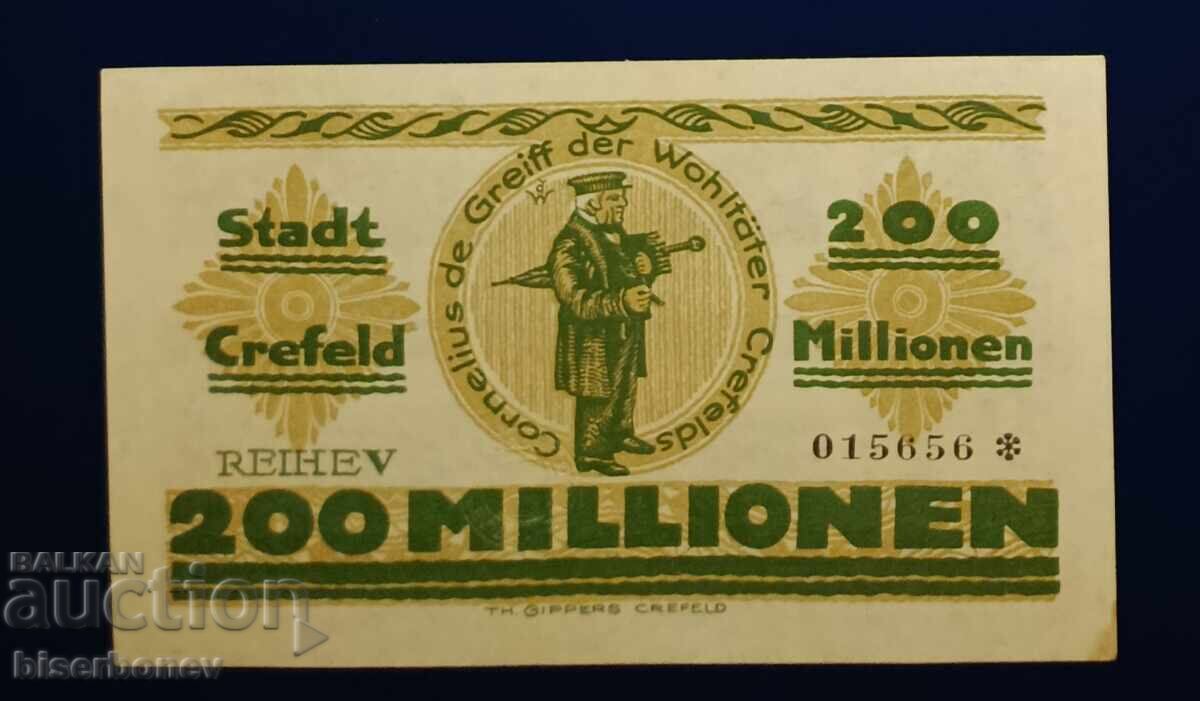 Stadt
Crefeld
Cornelius de Greiff der Wohltäter Crefelds
200
Millionen
REIHE V
015656 *
200 MILLIONEN
TH. GIPPERS CREFELD
BALKAN
auction
biserbonev